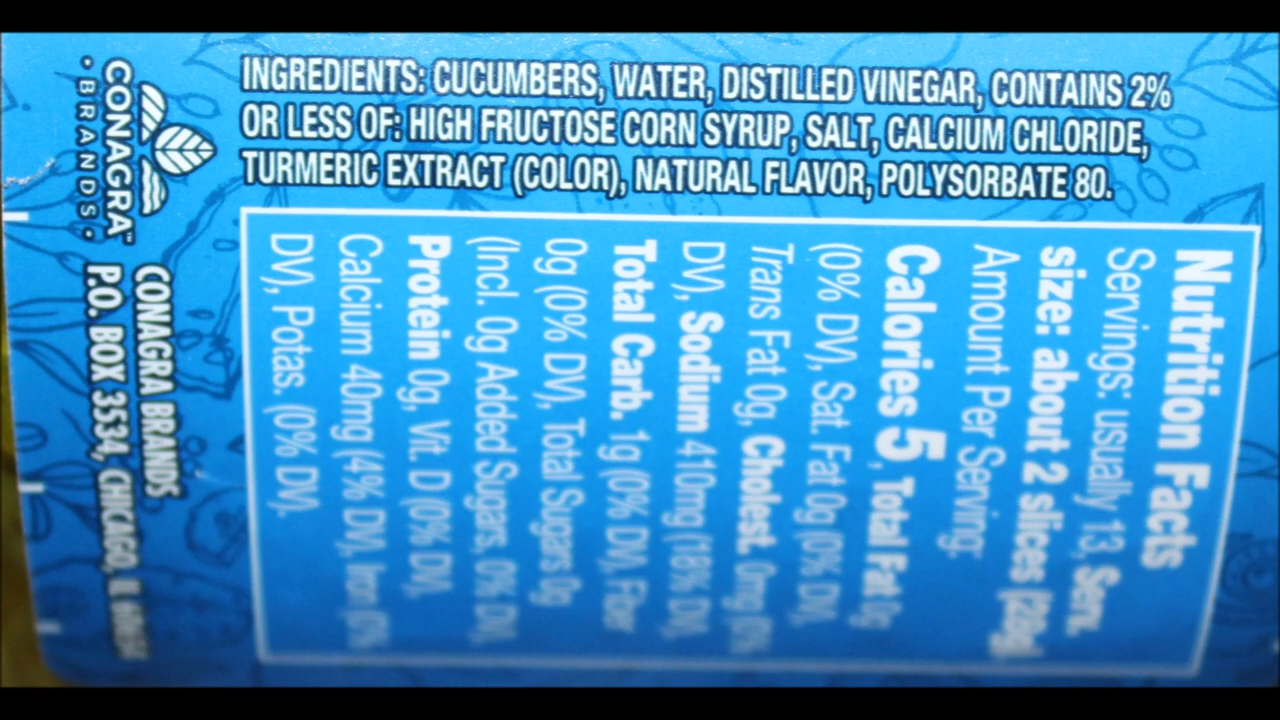 INGREDIENTS: CUCUMBERS, WATER, DISTILLED VINEGAR, CONTAINS 2%
OR LESS OF: HIGH FRUCTOSE CORN SYRUP, SALT, CALCIUM CHLORIDE,
TURMERIC EXTRACT (COLOR), NATURAL FLAVOR, POLYSORBATE 80.
Nutrition Facts
Servings: usually 13, Serv.
size: about 2 slices (28g)
Amount Per Serving:
Calories 5, Total Fat 0g
(0% DV), Sat. Fat 0g (0% DV),
Trans Fat 0g, Cholest. 0mg (0%
DV), Sodium 410mg (18% DV),
Total Carb. 1g (0% DV), Fiber
0g (0% DV), Total Sugars 0g
(Incl. 0g Added Sugars, 0% DV),
Protein 0g, Vit. D (0% DV),
Calcium 40mg (4% DV), Iron (0%
DV), Potas. (0% DV).
CONAGRA™
•BRANDS•
CONAGRA BRANDS
P.O. BOX 3534, CHICAGO, IL